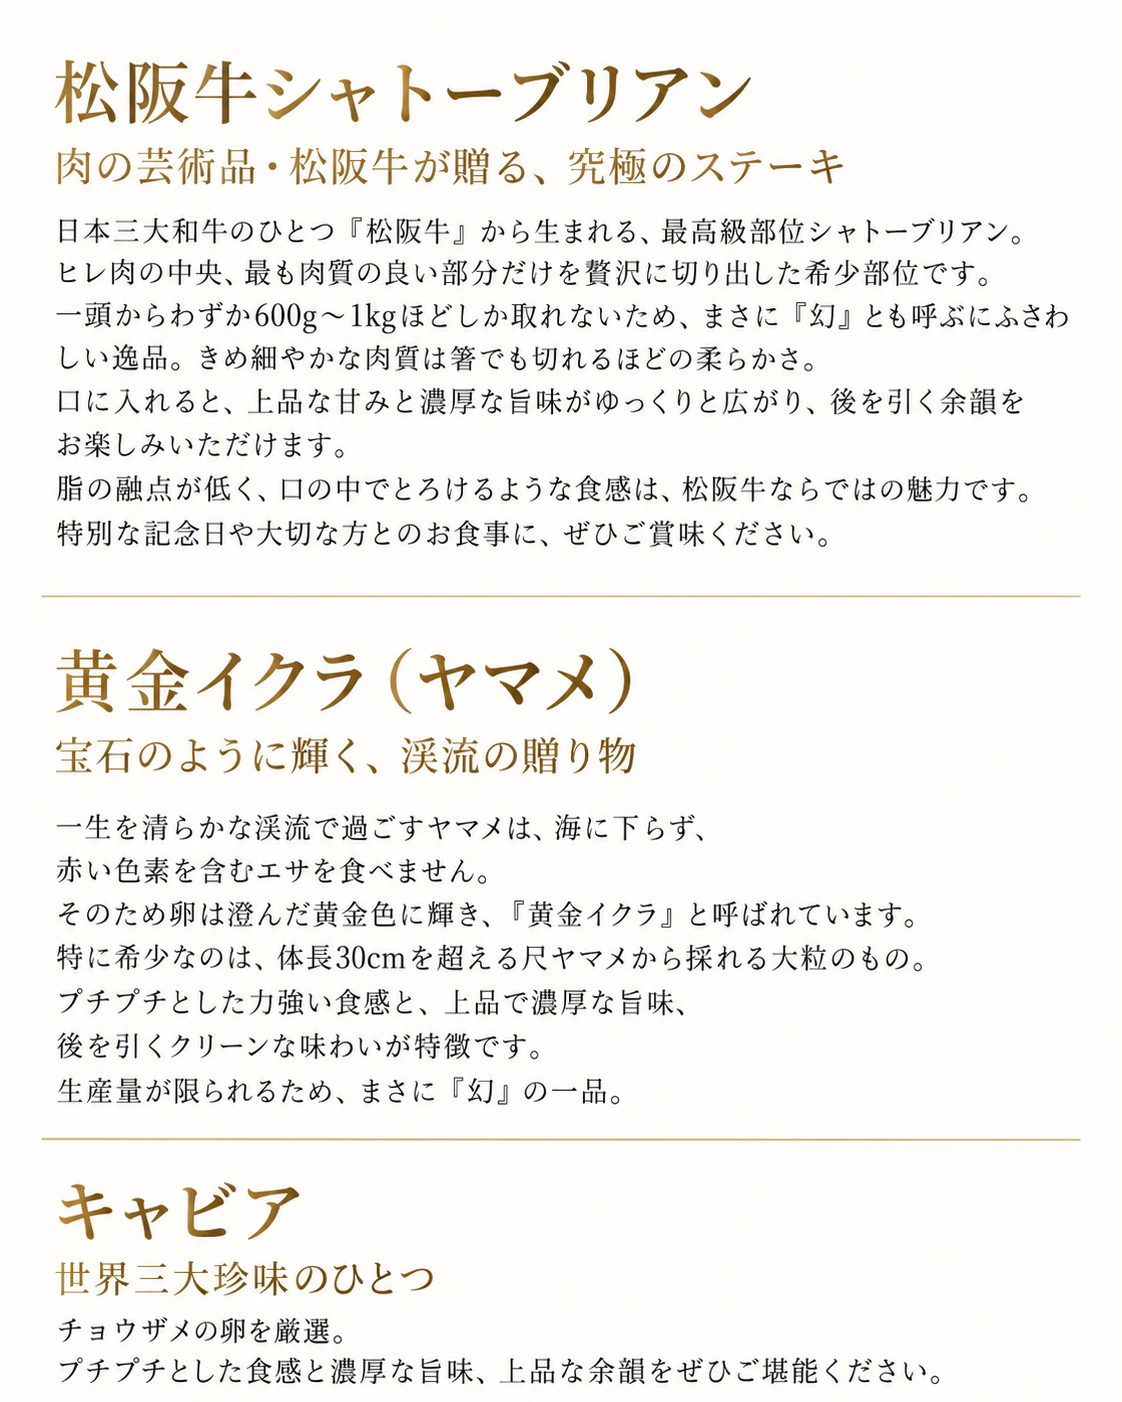 松阪牛シャトーブリアン
肉の芸術品・松阪牛が贈る、究極のステーキ
日本三大和牛のひとつ『松阪牛』から生まれる、最高級部位シャトーブリアン。
ヒレ肉の中央、最も肉質の良い部分だけを贅沢に切り出した希少部位です。
一頭からわずか600g〜1kgほどしか取れないため、まさに『幻』とも呼ぶにふさわ
しい逸品。きめ細やかな肉質は箸でも切れるほどの柔らかさ。
口に入れると、上品な甘みと濃厚な旨味がゆっくりと広がり、後を引く余韻を
お楽しみいただけます。
脂の融点が低く、口の中でとろけるような食感は、松阪牛ならではの魅力です。
特別な記念日や大切な方とのお食事に、ぜひご賞味ください。
黄金イクラ（ヤマメ）
宝石のように輝く、渓流の贈り物
一生を清らかな渓流で過ごすヤマメは、海に下らず、
赤い色素を含むエサを食べません。
そのため卵は澄んだ黄金色に輝き、『黄金イクラ』と呼ばれています。
特に希少なのは、体長30cmを超える尺ヤマメから採れる大粒のもの。
プチプチとした力強い食感と、上品で濃厚な旨味、
後を引くクリーンな味わいが特徴です。
生産量が限られるため、まさに『幻』の一品。
キャビア
世界三大珍味のひとつ
チョウザメの卵を厳選。
プチプチとした食感と濃厚な旨味、上品な余韻をぜひご堪能ください。